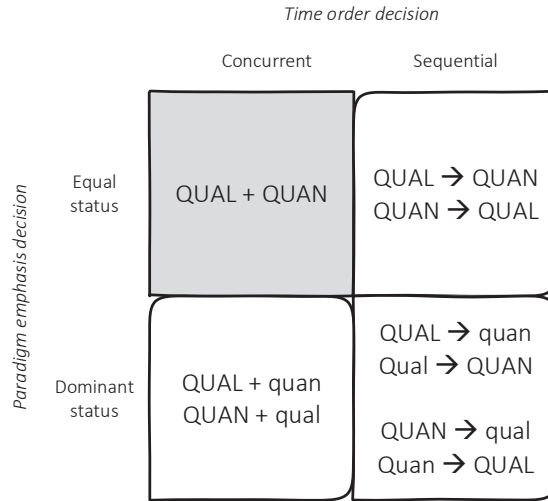 Time order decision
Concurrent
Sequential
Paradigm emphasis decision
Equal
status
QUAL + QUAN
QUAL → QUAN
QUAN → QUAL
Dominant
status
QUAL + quan
QUAN + qual
QUAL → quan
Qual → QUAN
QUAN → qual
Quan → QUAL